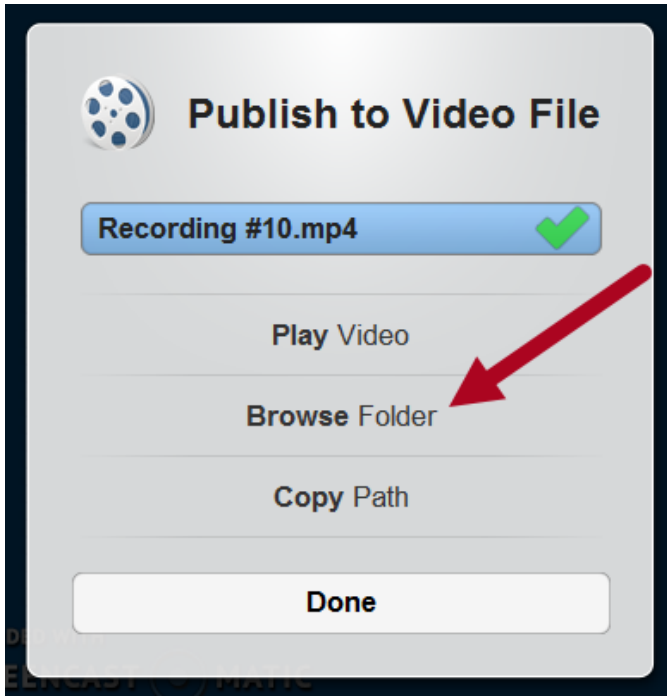 Publish to Video File
Recording #10.mp4
Play Video
Browse Folder
Copy Path
Done